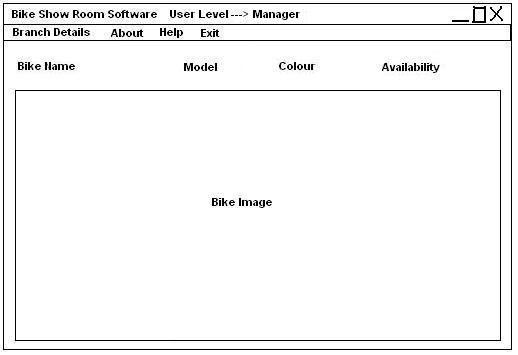 Bike Show Room Software User Level ---> Manager
Branch Details About Help Exit
Bike Name Model Colour Availability
Bike Image